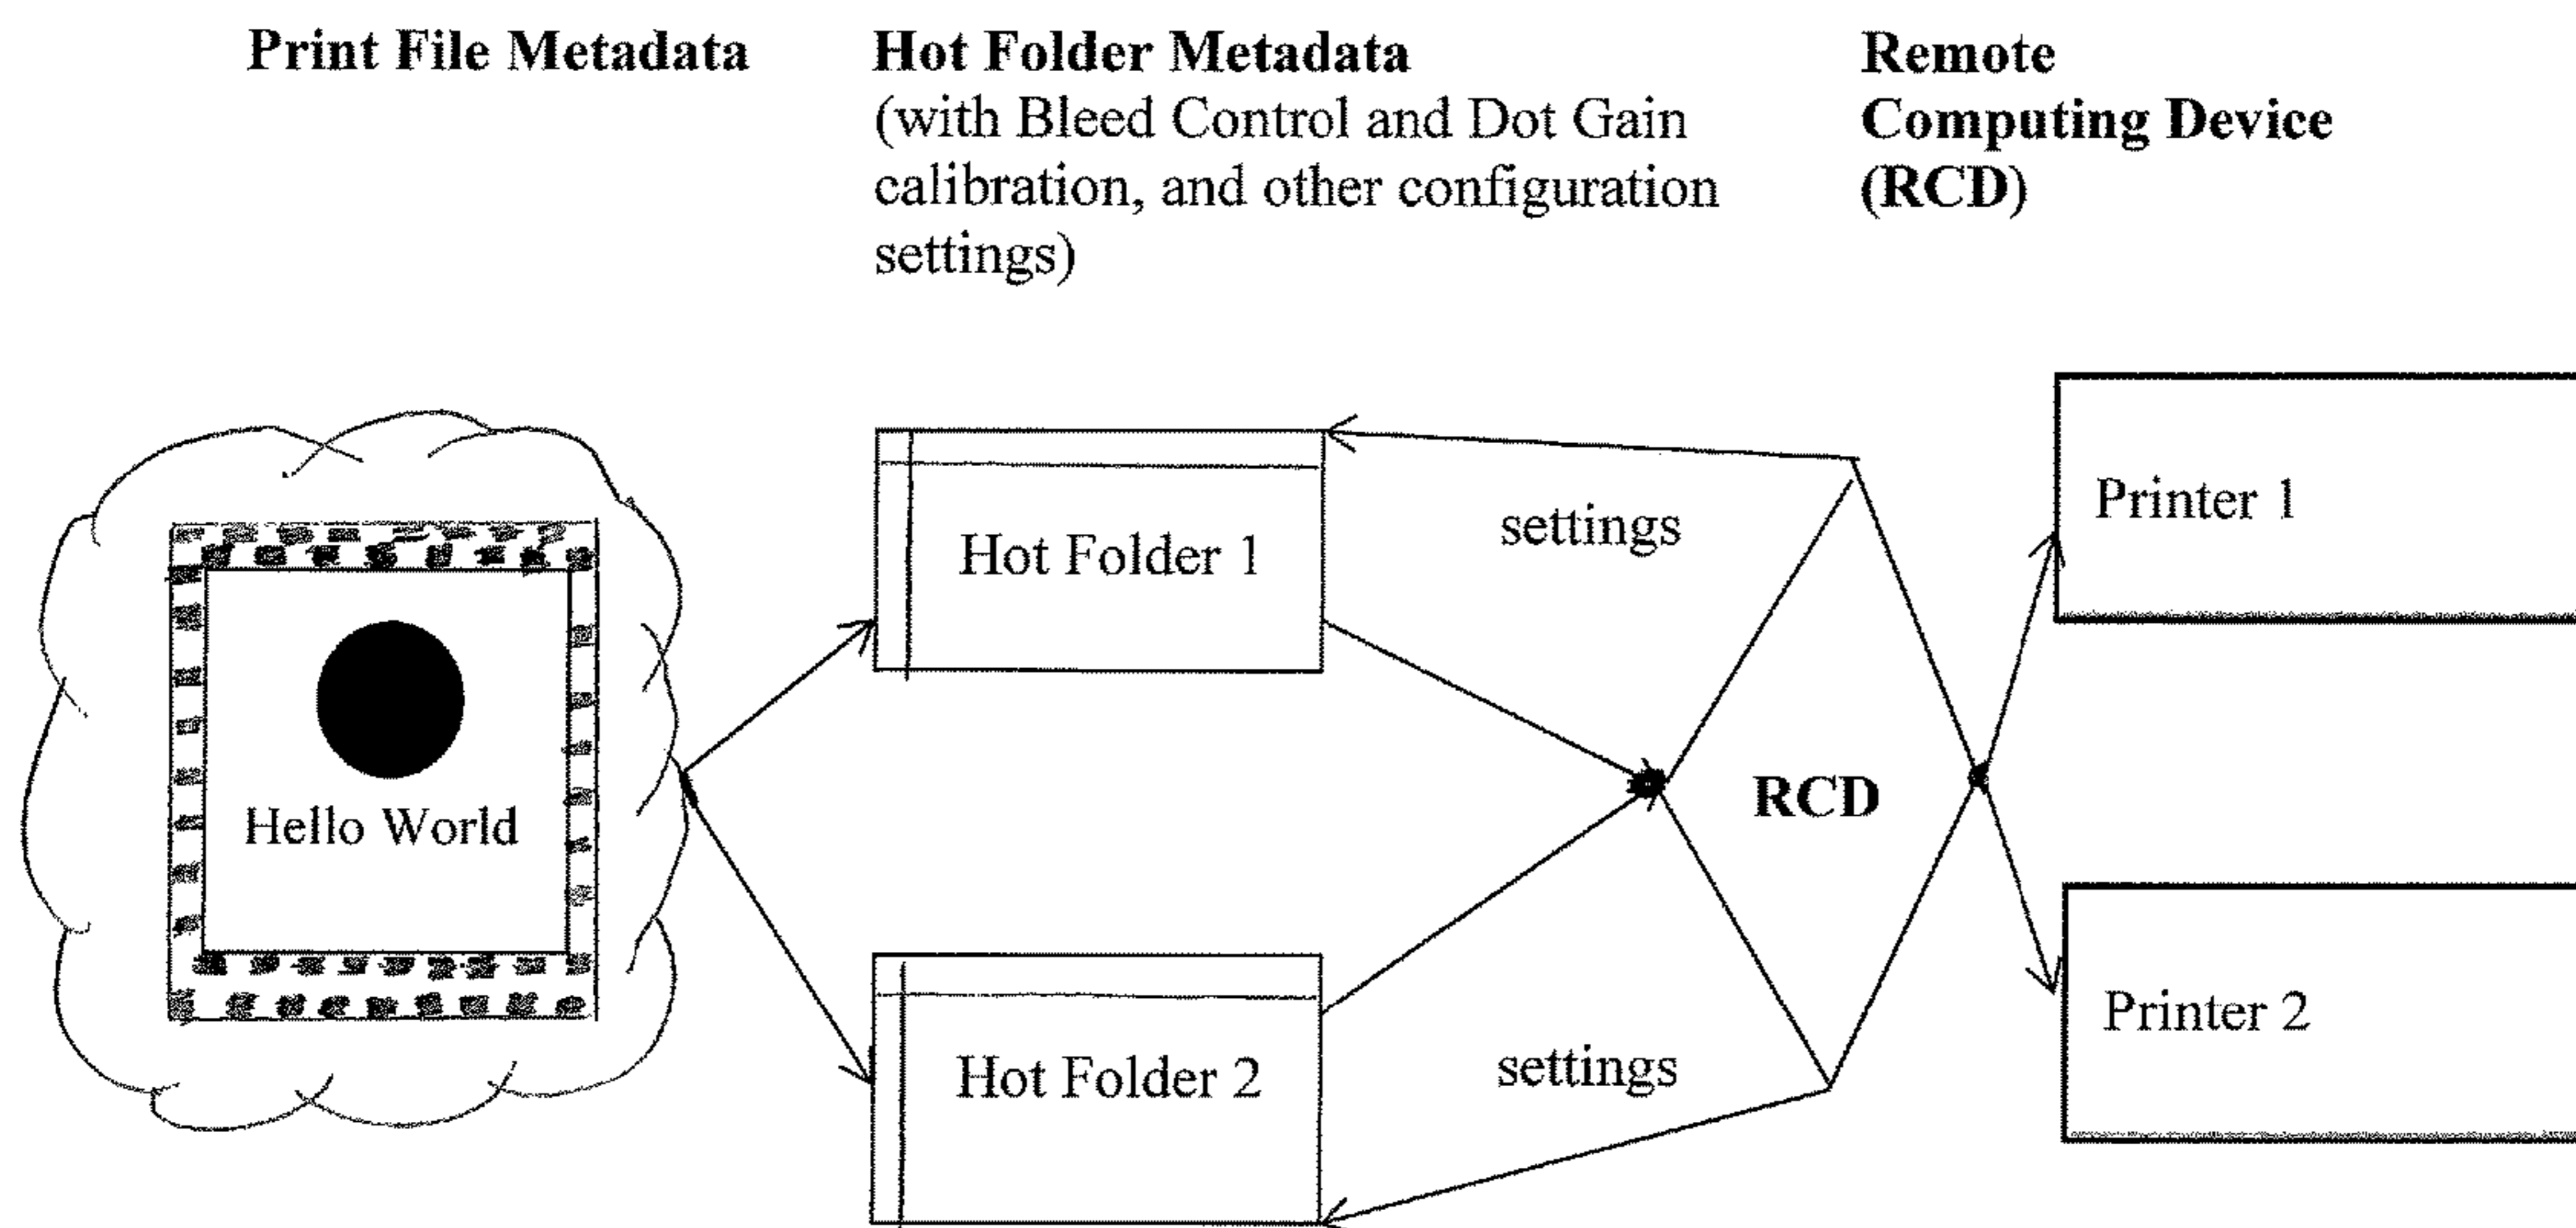 Print File Metadata
Hot Folder Metadata
(with Bleed Control and Dot Gain
calibration, and other configuration
settings)
Remote
Computing Device
(RCD)
Hello World
Hot Folder 1
settings
RCD
Printer 1
Hot Folder 2
settings
Printer 2